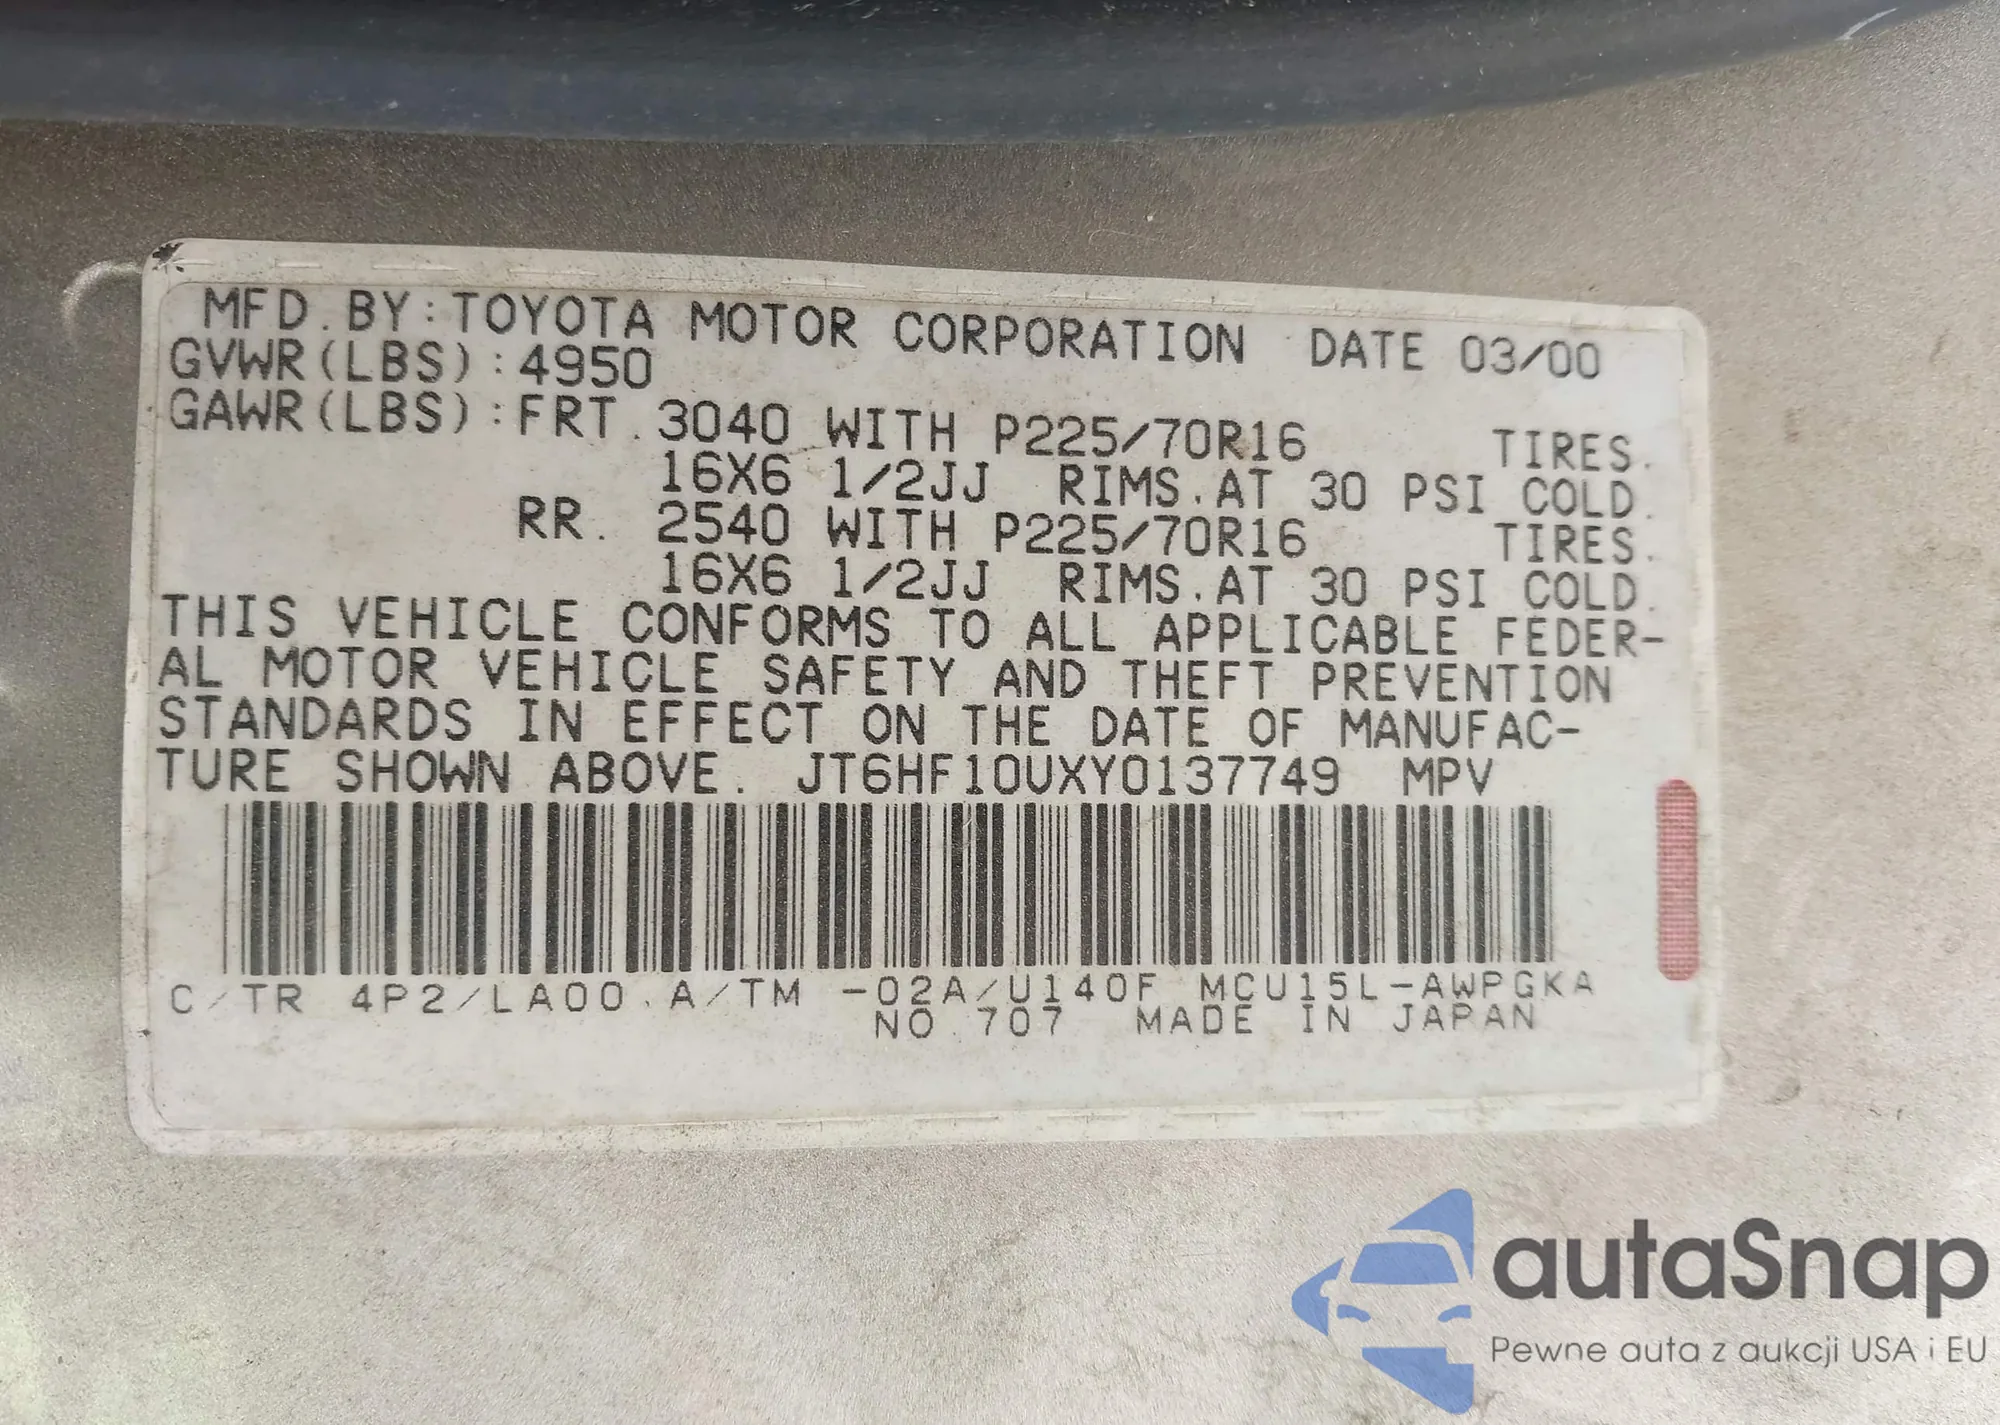 MFD.BY:TOYOTA MOTOR CORPORATION DATE 03/00
GVWR(LBS):4950
GAWR(LBS):FRT.3040 WITH P225/70R16 TIRES.
16X6 1/2JJ RIMS.AT 30 PSI COLD.
RR. 2540 WITH P225/70R16 TIRES.
16X6 1/2JJ RIMS.AT 30 PSI COLD.
THIS VEHICLE CONFORMS TO ALL APPLICABLE FEDER-
AL MOTOR VEHICLE SAFETY AND THEFT PREVENTION
STANDARDS IN EFFECT ON THE DATE OF MANUFAC-
TURE SHOWN ABOVE. JT6HF10UXY0137749 MPV
C/TR 4P2/LA00.A/TM -02A/U140F MCU15L-AWPGKA
NO.707 MADE IN JAPAN
autaSnap
Pewne auta z aukcji USA i EU